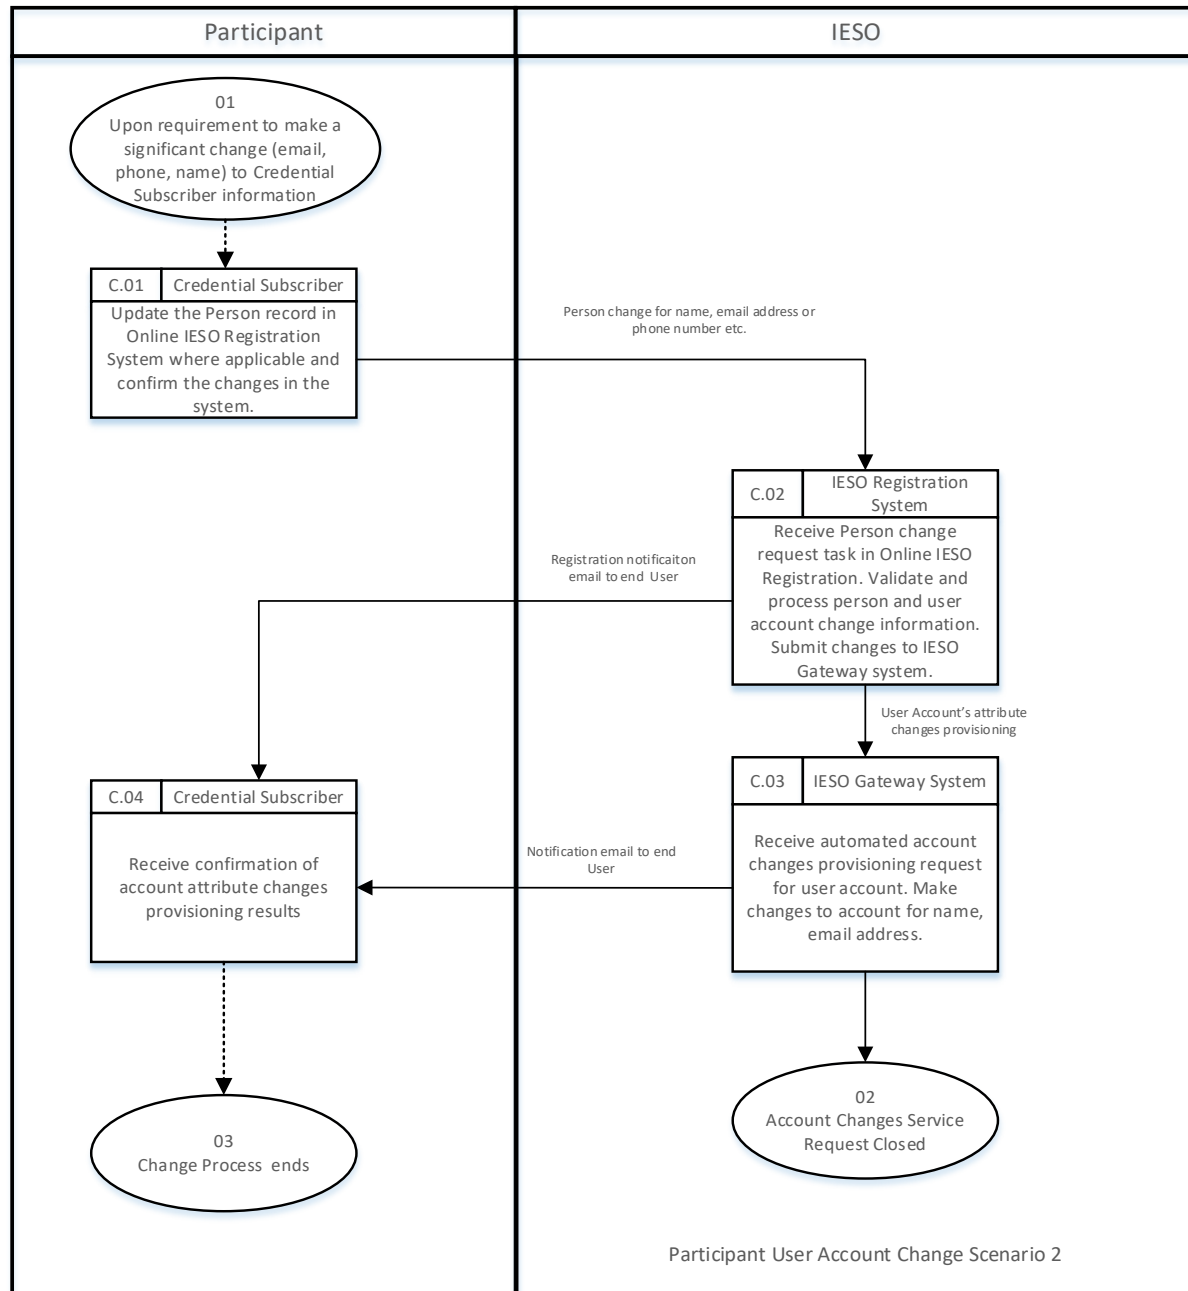 Participant
IESO
01
Upon requirement to make a
significant change (email,
phone, name) to Credential
Subscriber information
C.01
Credential Subscriber
Update the Person record in
Online IESO Registration
System where applicable and
confirm the changes in the
system.
Person change for name, email address or
phone number etc.
C.02
IESO Registration
System
Receive Person change
request task in Online IESO
Registration. Validate and
process person and user
account change information.
Submit changes to IESO
Gateway system.
Registration notificaiton
email to end User
User Account's attribute
changes provisioning
C.03
IESO Gateway System
Receive automated account
changes provisioning request
for user account. Make
changes to account for name,
email address.
Notification email to end
User
C.04
Credential Subscriber
Receive confirmation of
account attribute changes
provisioning results
02
Account Changes Service
Request Closed
03
Change Process ends
Participant User Account Change Scenario 2